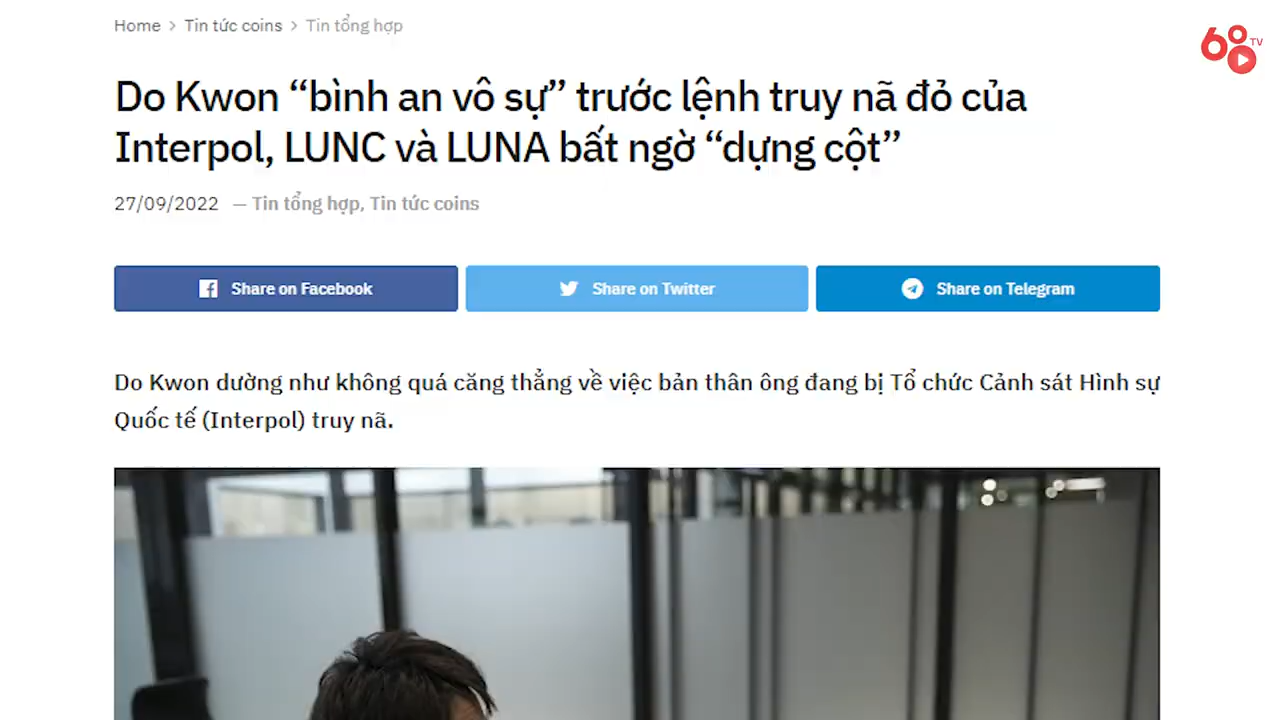 Home > Tin tức coins > Tin tổng hợp
60 TV
Do Kwon “bình an vô sự” trước lệnh truy nã đỏ của
Interpol, LUNC và LUNA bất ngờ “dựng cột”
27/09/2022 — Tin tổng hợp, Tin tức coins
Share on Facebook
Share on Twitter
Share on Telegram
Do Kwon dường như không quá căng thẳng về việc bản thân ông đang bị Tổ chức Cảnh sát Hình sự
Quốc tế (Interpol) truy nã.